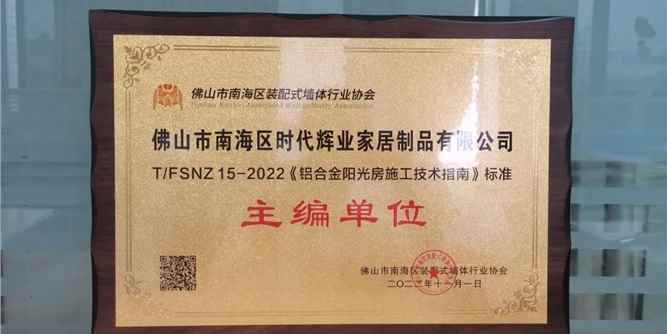 佛山市南海区装配式墙体行业协会
佛山市南海区时代辉业家居制品有限公司
T/FSNZ 15-2022《铝合金阳光房施工技术指南》标准
主编单位
佛山市南海区装配式墙体行业协会
二〇二二年十一月一日